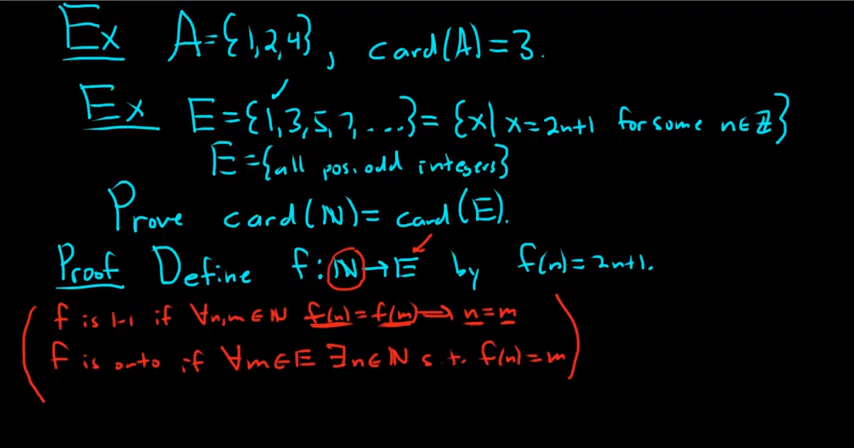 Ex A={1,2,4}, card(A)=3.
Ex E={1,3,5,7,...}={x| x=2n+1 for some n∈ℤ}
E={all pos. odd integers}
Prove card(ℕ)=card(E).
Proof Define f:ℕ→E by f(n)=2n+1.
(f is 1-1 if ∀n,m∈ℕ f(n)=f(m)⟹n=m
f is onto if ∀m∈E ∃n∈ℕ s.t. f(n)=m)